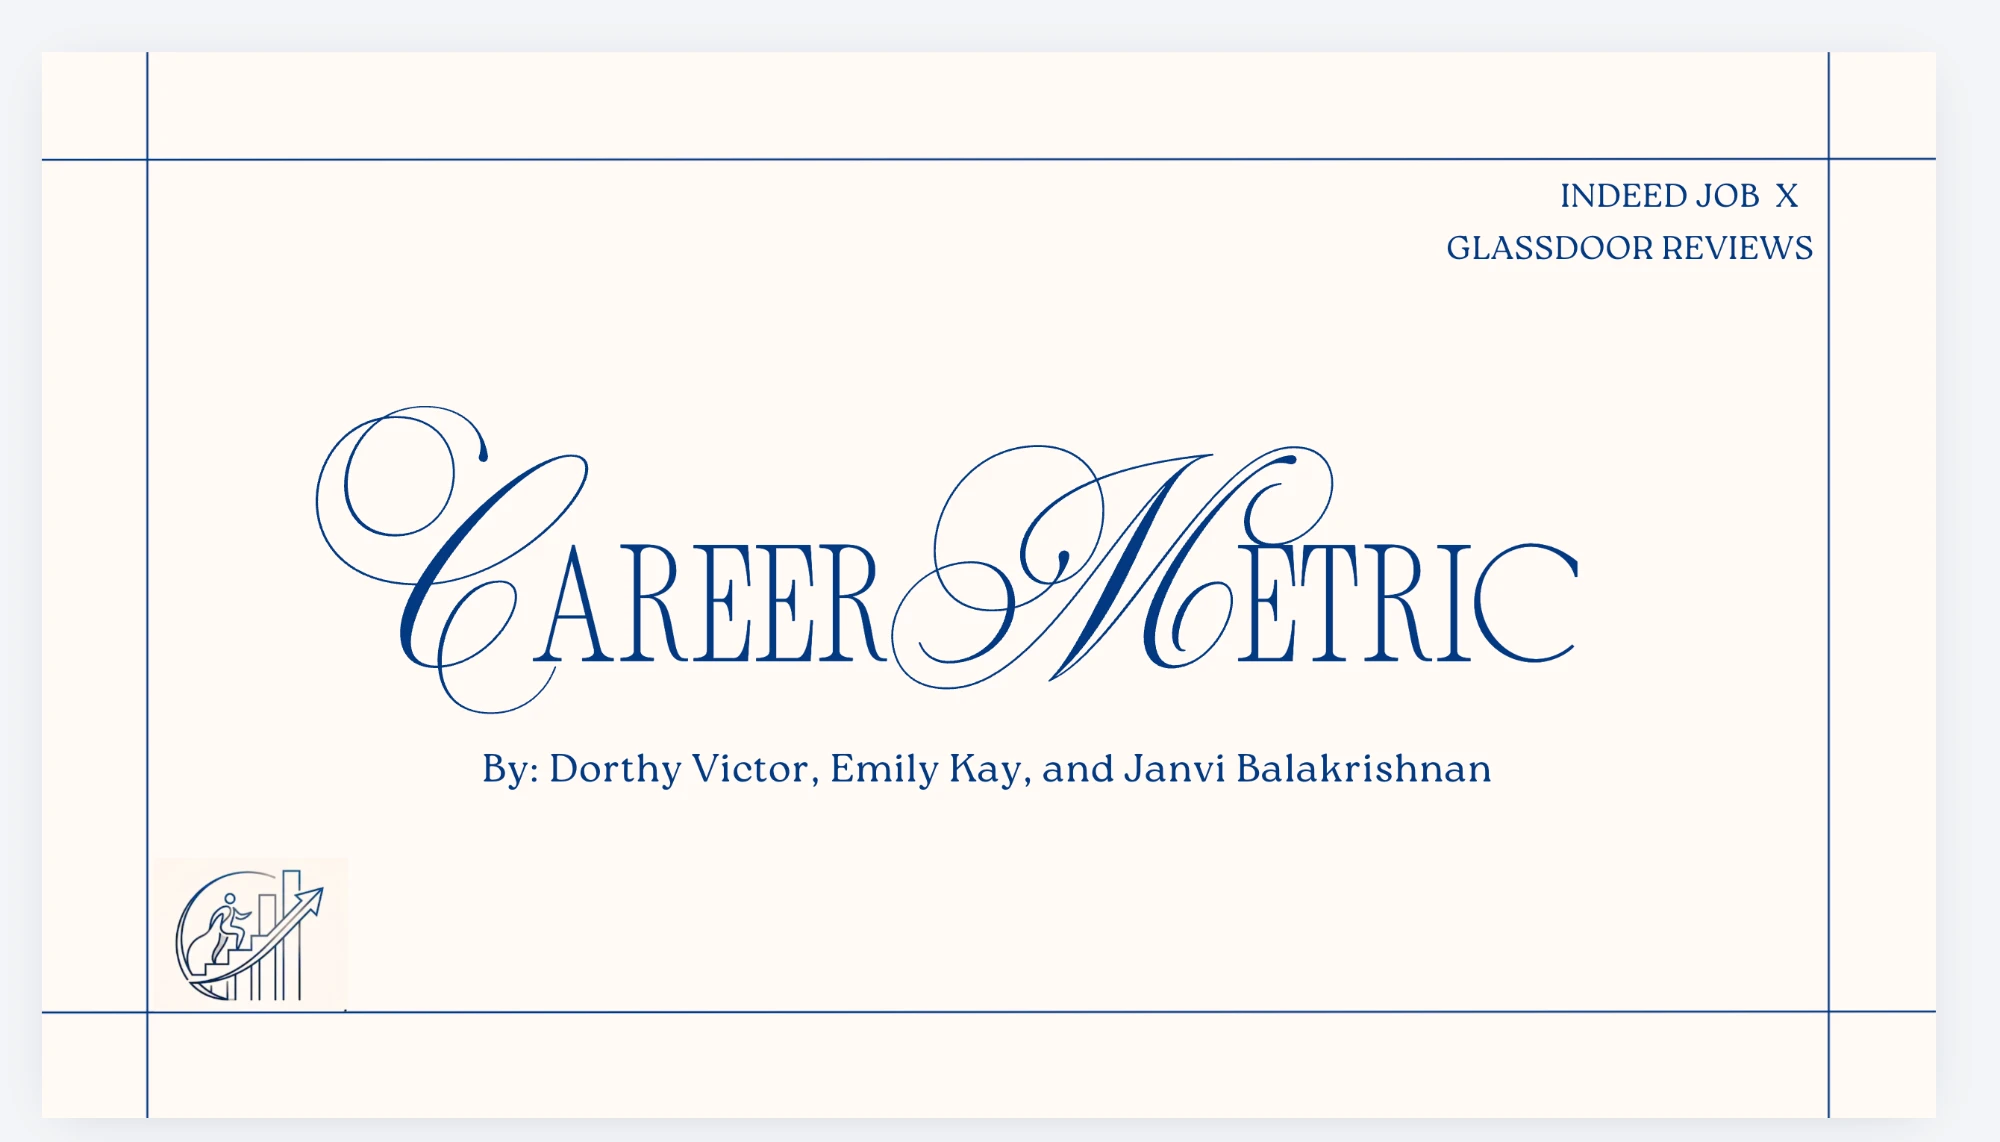 INDEED JOB X
GLASSDOOR REVIEWS
CAREER METRIC
By: Dorthy Victor, Emily Kay, and Janvi Balakrishnan